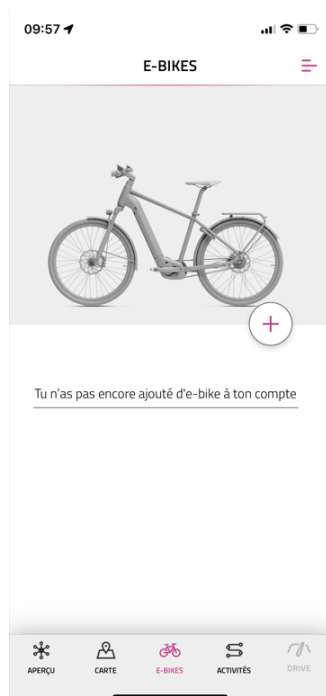 09:57
E-BIKES
Tu n'as pas encore ajouté d'e-bike à ton compte
APERÇU
CARTE
E-BIKES
ACTIVITÉS
DRIVE